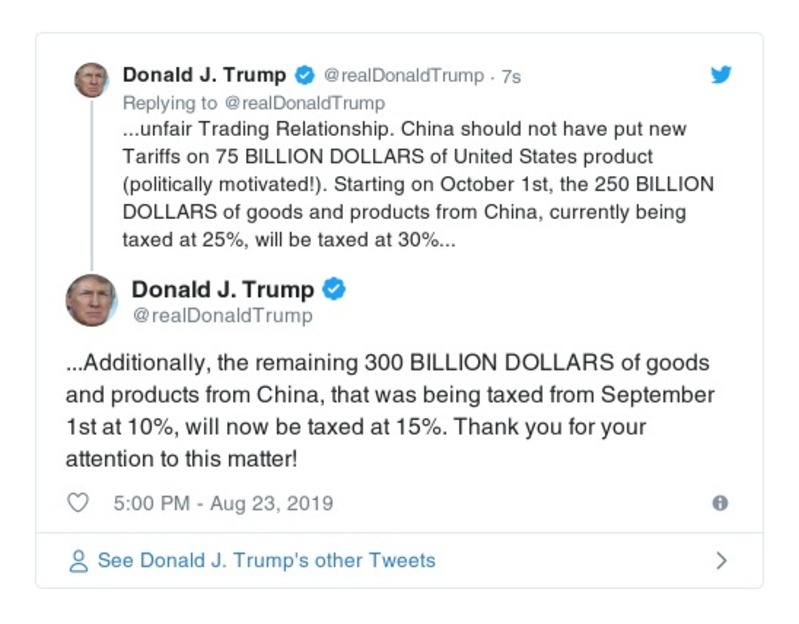 Donald J. Trump @realDonaldTrump · 7s
Replying to @realDonaldTrump
...unfair Trading Relationship. China should not have put new
Tariffs on 75 BILLION DOLLARS of United States product
(politically motivated!). Starting on October 1st, the 250 BILLION
DOLLARS of goods and products from China, currently being
taxed at 25%, will be taxed at 30%...
Donald J. Trump
@realDonaldTrump
...Additionally, the remaining 300 BILLION DOLLARS of goods
and products from China, that was being taxed from September
1st at 10%, will now be taxed at 15%. Thank you for your
attention to this matter!
5:00 PM - Aug 23, 2019
See Donald J. Trump's other Tweets